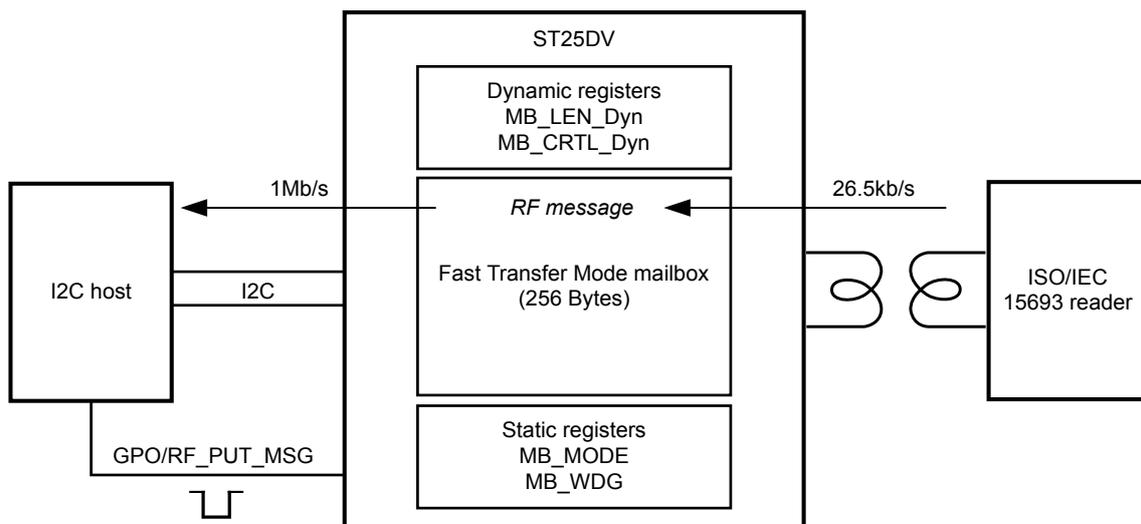 ST25DV
Dynamic registers
MB_LEN_Dyn
MB_CRTL_Dyn
1Mb/s
RF message
26.5kb/s
Fast Transfer Mode mailbox
(256 Bytes)
I2C host
I2C
ISO/IEC
15693 reader
GPO/RF_PUT_MSG
Static registers
MB_MODE
MB_WDG